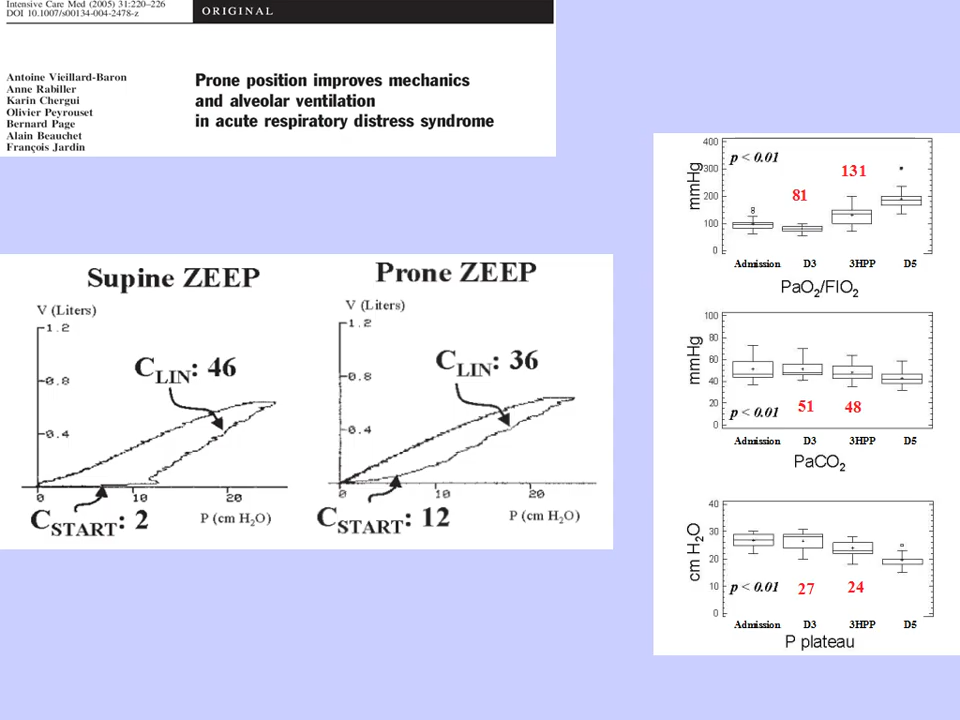 Intensive Care Med (2005) 31:220–226
DOI 10.1007/s00134-004-2478-z
ORIGINAL
Antoine Vieillard-Baron
Anne Rabiller
Karin Chergui
Olivier Peyrouset
Bernard Page
Alain Beauchet
François Jardin
Prone position improves mechanics
and alveolar ventilation
in acute respiratory distress syndrome
Supine ZEEP
V (Liters)
1.2
0.8
0.4
0
10
20
P (cm H2O)
CLIN: 46
CSTART: 2
Prone ZEEP
V (Liters)
1.2
0.8
0.4
0
10
20
P (cm H2O)
CLIN: 36
CSTART: 12
mmHg
400
300
200
100
0
p < 0.01
81
131
Admission D3 3HPP D5
PaO2/FIO2
mmHg
100
80
60
40
20
0
p < 0.01
51
48
Admission D3 3HPP D5
PaCO2
cm H2O
40
30
20
10
0
p < 0.01
27
24
Admission D3 3HPP D5
P plateau